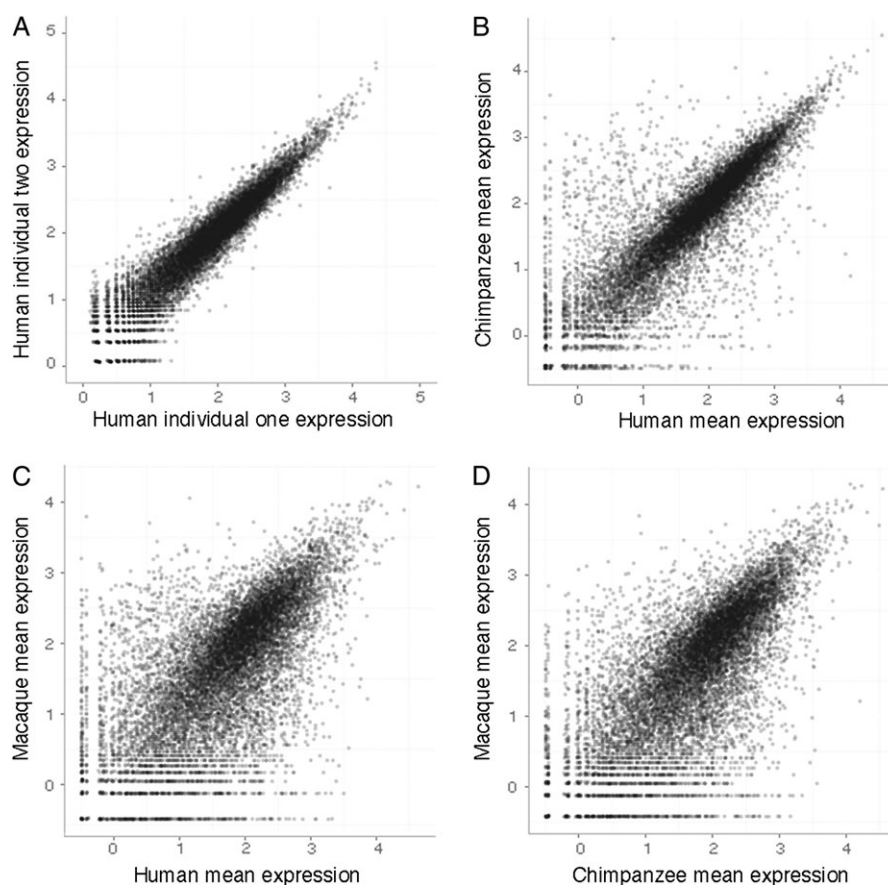 A
Human individual two expression
5
4
3
2
1
0
0 1 2 3 4 5
Human individual one expression
B
Chimpanzee mean expression
4
3
2
1
0
0 1 2 3 4
Human mean expression
C
Macaque mean expression
4
3
2
1
0
0 1 2 3 4
Human mean expression
D
Macaque mean expression
4
3
2
1
0
0 1 2 3 4
Chimpanzee mean expression